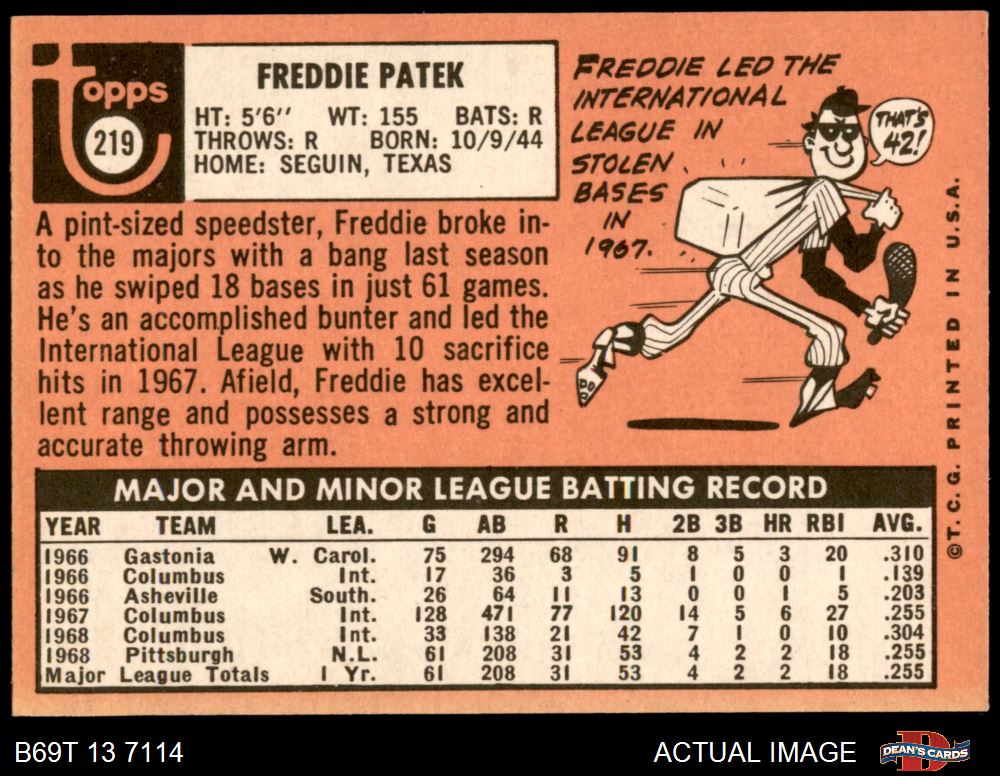 Topps
219
FREDDIE PATEK
HT: 5'6'' WT: 155 BATS: R
THROWS: R BORN: 10/9/44
HOME: SEGUIN, TEXAS
FREDDIE LED THE
INTERNATIONAL
LEAGUE IN
STOLEN
BASES
IN
1967.
THAT'S
42!
A pint-sized speedster, Freddie broke in-
to the majors with a bang last season
as he swiped 18 bases in just 61 games.
He's an accomplished bunter and led the
International League with 10 sacrifice
hits in 1967. Afield, Freddie has excel-
lent range and possesses a strong and
accurate throwing arm.
MAJOR AND MINOR LEAGUE BATTING RECORD
YEAR TEAM LEA. G AB R H 2B 3B HR RBI AVG.
1966 Gastonia W. Carol. 75 294 68 91 8 5 3 20 .310
1966 Columbus Int. 17 36 3 5 1 0 0 1 .139
1966 Asheville South. 26 64 11 13 0 0 1 5 .203
1967 Columbus Int. 128 471 77 120 14 5 6 27 .255
1968 Columbus Int. 33 138 21 42 7 1 0 10 .304
1968 Pittsburgh N.L. 61 208 31 53 4 2 2 18 .255
Major League Totals 1 Yr. 61 208 31 53 4 2 2 18 .255
©T. C. G. PRINTED IN U.S.A.
B69T 13 7114
ACTUAL IMAGE
D
DEAN'S CARDS